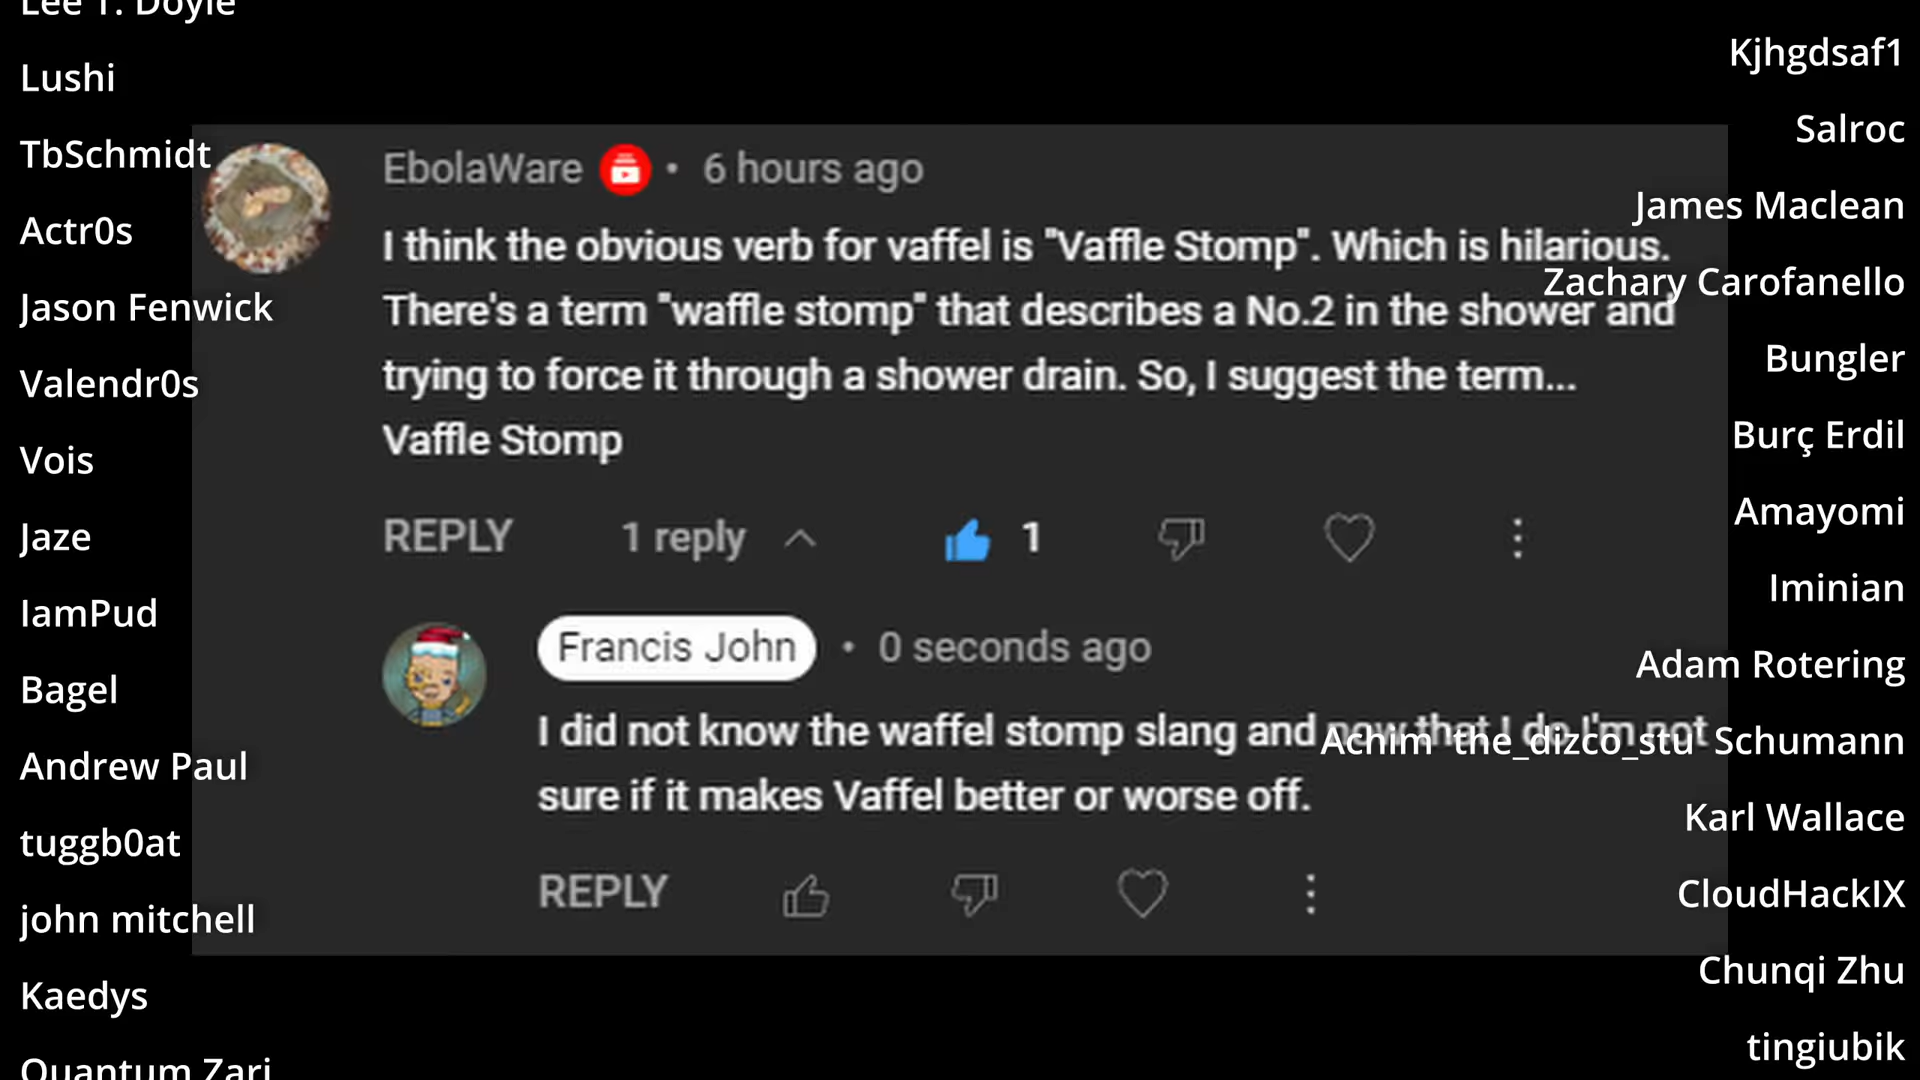 Lee T. Doyle
Lushi
TbSchmidt
Actr0s
Jason Fenwick
Valendr0s
Vois
Jaze
IamPud
Bagel
Andrew Paul
tuggb0at
john mitchell
Kaedys
Quantum Zari
EbolaWare • 6 hours ago
I think the obvious verb for vaffel is "Vaffle Stomp". Which is hilarious.
There's a term "waffle stomp" that describes a No.2 in the shower and
trying to force it through a shower drain. So, I suggest the term...
Vaffle Stomp
REPLY 1 reply 1
Francis John • 0 seconds ago
I did not know the waffel stomp slang and now that I do I'm not
sure if it makes Vaffel better or worse off.
REPLY
Kjhgdsaf1
Salroc
James Maclean
Zachary Carofanello
Bungler
Burç Erdil
Amayomi
Iminian
Adam Rotering
Achim 'the_dizco_stu' Schumann
Karl Wallace
CloudHackIX
Chunqi Zhu
tingiubik